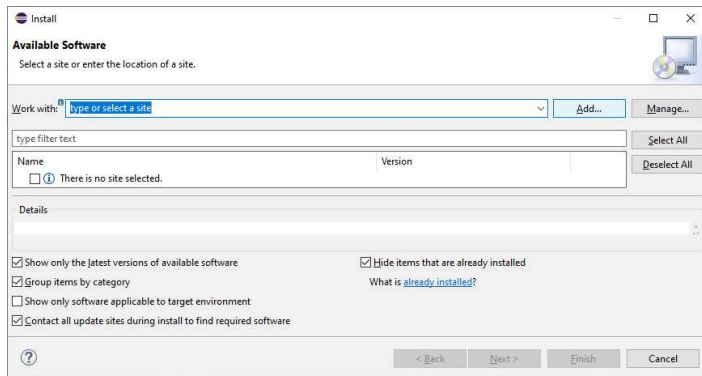 Install
Available Software
Select a site or enter the location of a site.
Work with: type or select a site Add... Manage...
type filter text Select All
Name Version Deselect All
There is no site selected.
Details
Show only the latest versions of available software Hide items that are already installed
Group items by category What is already installed?
Show only software applicable to target environment
Contact all update sites during install to find required software
< Back Next > Finish Cancel